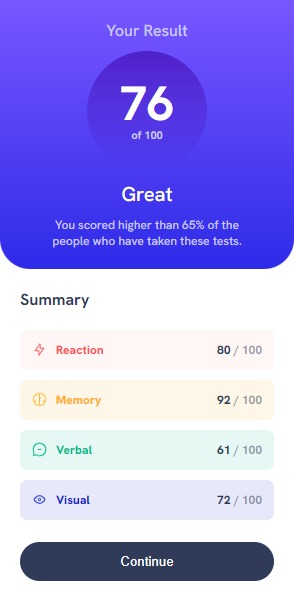 Your Result
76
of 100
Great
You scored higher than 65% of the
people who have taken these tests.
Summary
Reaction 80 / 100
Memory 92 / 100
Verbal 61 / 100
Visual 72 / 100
Continue